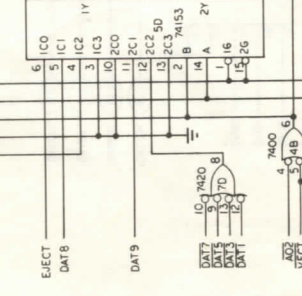 1Y
2Y
5D
74153
1C0
1C1
1C2
1C3
2C0
2C1
2C2
2C3
B
A
1G
2G
6
5
4
3
10
11
12
13
2
14
1
15
8
6
7420
7D
7400
4B
10
9
13
12
4
5
EJECT
DAT8
DAT9
DAT7
DAT5
DAT3
DAT1
A02